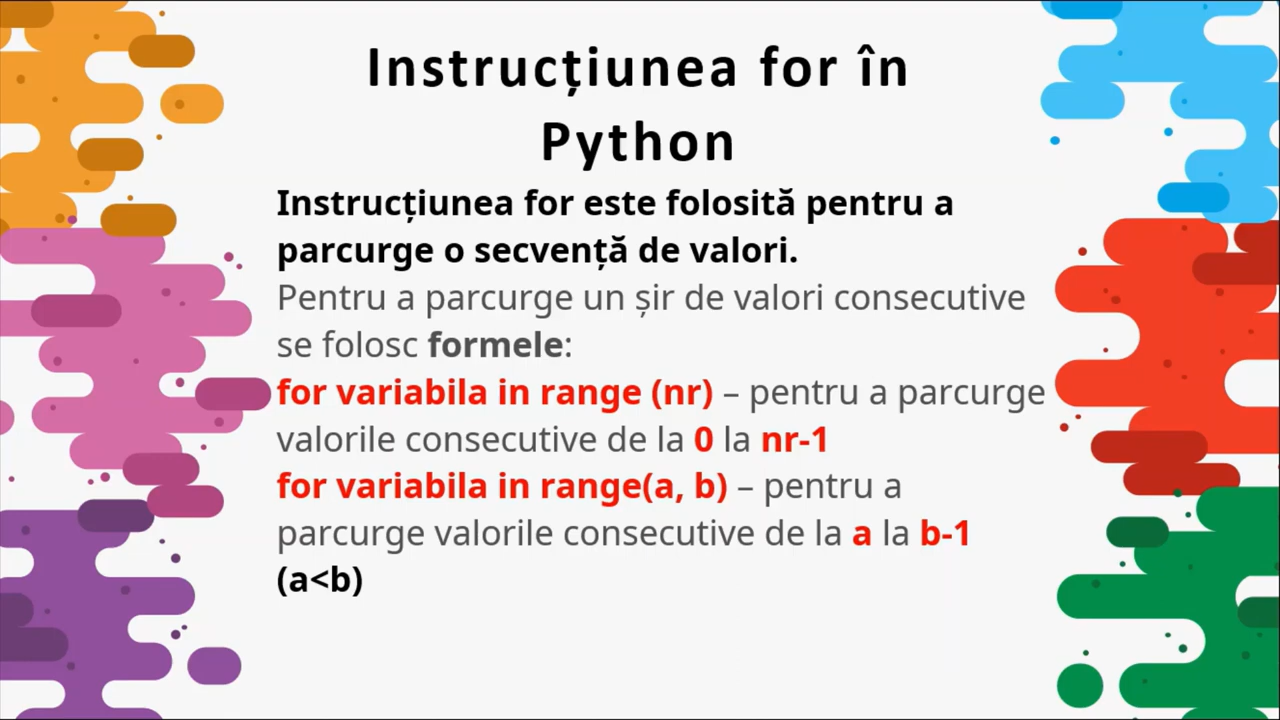 Instrucțiunea for în
Python
Instrucțiunea for este folosită pentru a
parcurge o secvență de valori.
Pentru a parcurge un șir de valori consecutive
se folosc formele:
for variabila in range (nr) – pentru a parcurge
valorile consecutive de la 0 la nr-1
for variabila in range(a, b) – pentru a
parcurge valorile consecutive de la a la b-1
(a<b)